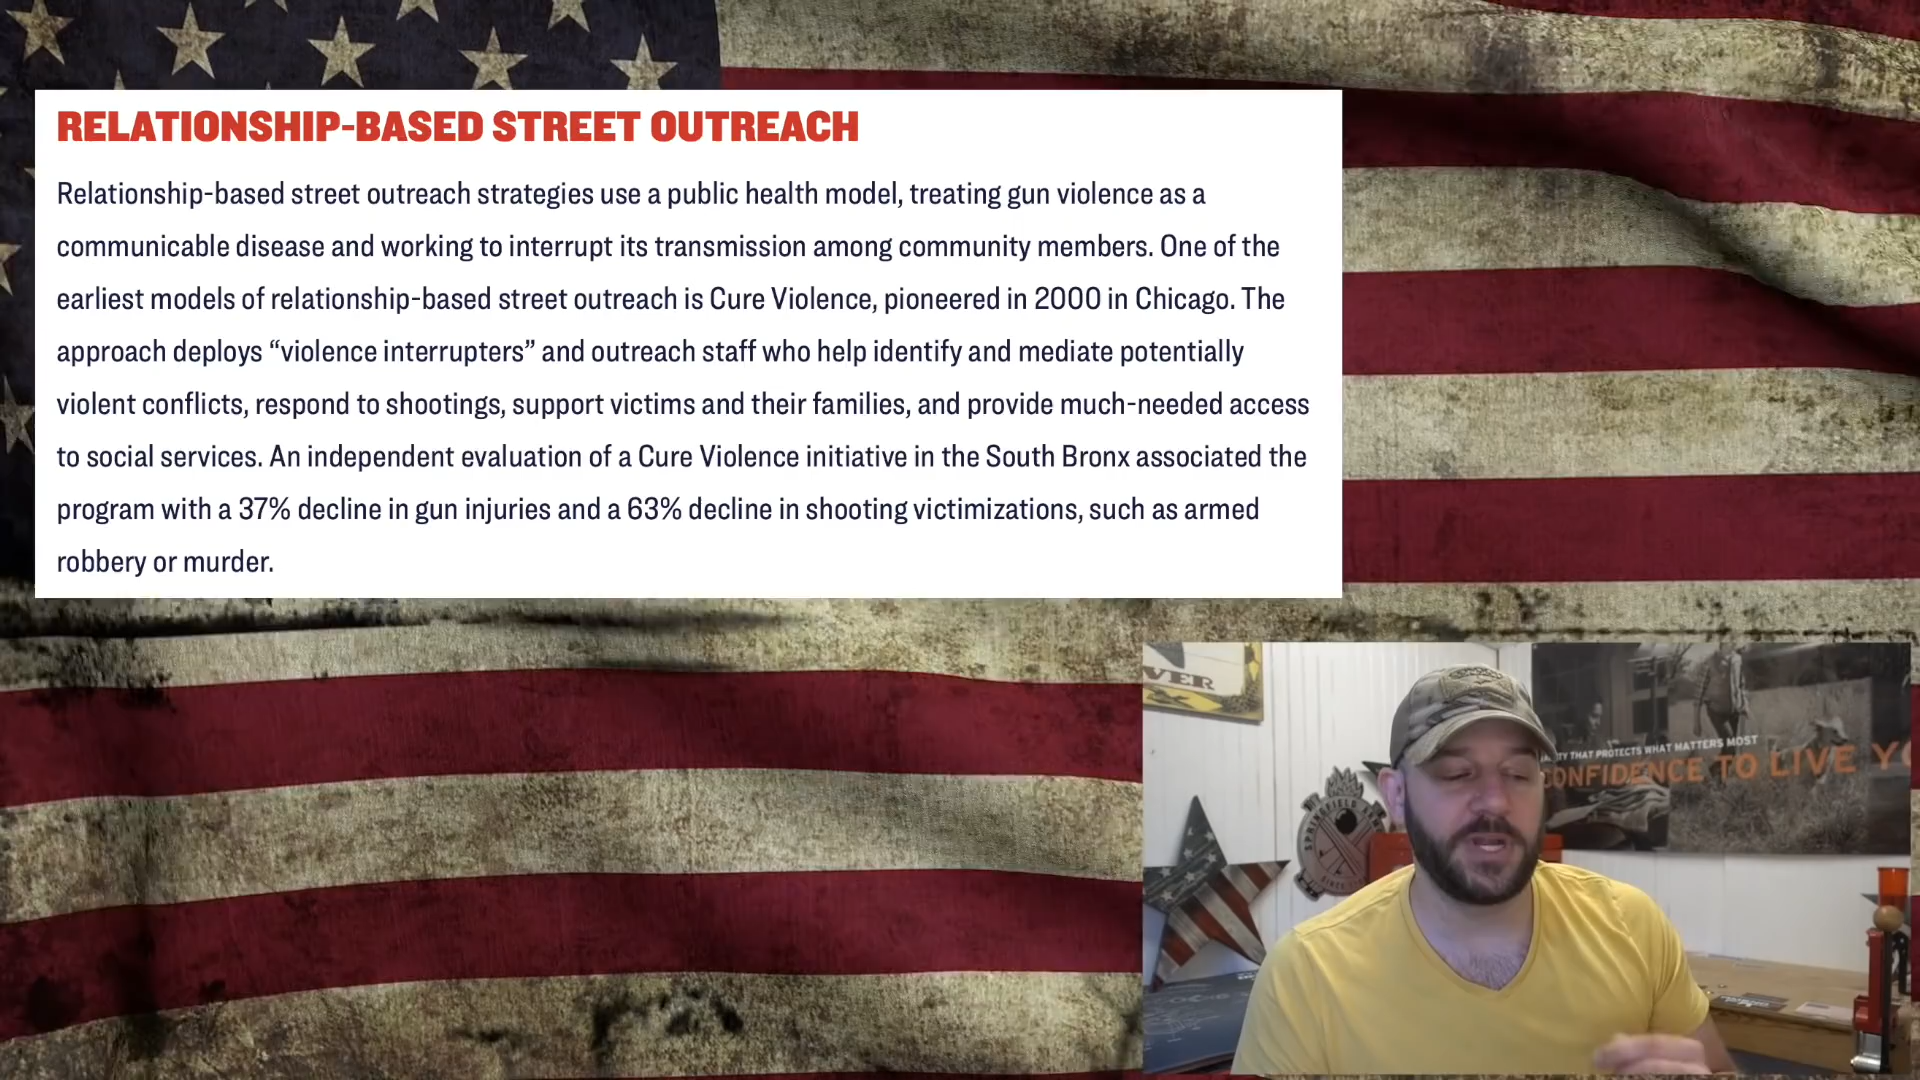 RELATIONSHIP-BASED STREET OUTREACH
Relationship-based street outreach strategies use a public health model, treating gun violence as a
communicable disease and working to interrupt its transmission among community members. One of the
earliest models of relationship-based street outreach is Cure Violence, pioneered in 2000 in Chicago. The
approach deploys “violence interrupters” and outreach staff who help identify and mediate potentially
violent conflicts, respond to shootings, support victims and their families, and provide much-needed access
to social services. An independent evaluation of a Cure Violence initiative in the South Bronx associated the
program with a 37% decline in gun injuries and a 63% decline in shooting victimizations, such as armed
robbery or murder.
VER
THAT PROTECTS WHAT MATTERS MOST
CONFIDENCE TO LIVE
SPRINGFIELD
SINCE